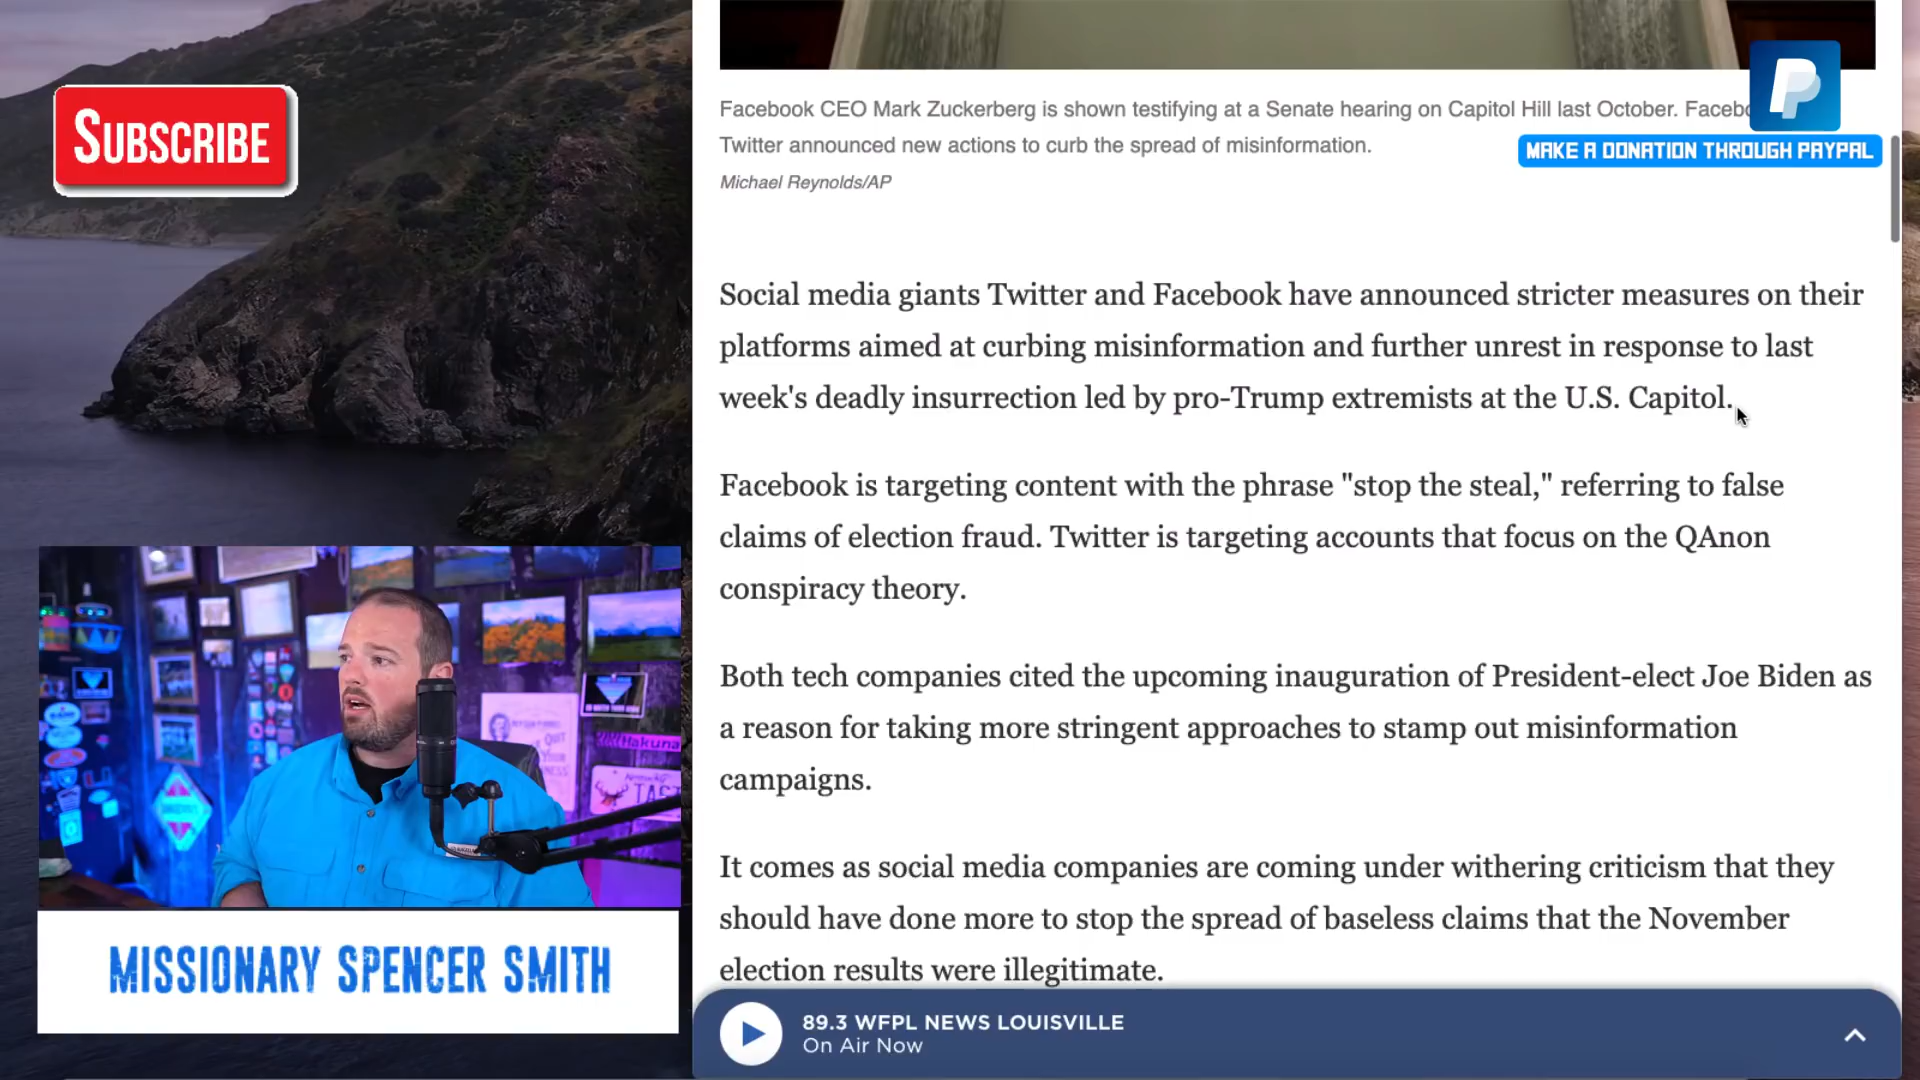 SUBSCRIBE
Facebook CEO Mark Zuckerberg is shown testifying at a Senate hearing on Capitol Hill last October.
Twitter announced new actions to curb the spread of misinformation.
Michael Reynolds/AP
MAKE A DONATION THROUGH PAYPAL
Social media giants Twitter and Facebook have announced stricter measures on their
platforms aimed at curbing misinformation and further unrest in response to last
week's deadly insurrection led by pro-Trump extremists at the U.S. Capitol.
Facebook is targeting content with the phrase "stop the steal," referring to false
claims of election fraud. Twitter is targeting accounts that focus on the QAnon
conspiracy theory.
Both tech companies cited the upcoming inauguration of President-elect Joe Biden as
a reason for taking more stringent approaches to stamp out misinformation
campaigns.
It comes as social media companies are coming under withering criticism that they
should have done more to stop the spread of baseless claims that the November
election results were illegitimate.
MISSIONARY SPENCER SMITH
89.3 WFPL NEWS LOUISVILLE
On Air Now